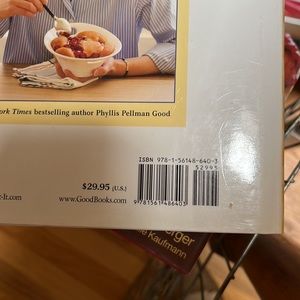 York Times bestselling author Phyllis Pellman Good
ISBN 978-1-56148-640-3
52995
$29.95 (U.S.)
www.GoodBooks.com
9 781561 486403
Kaufmann